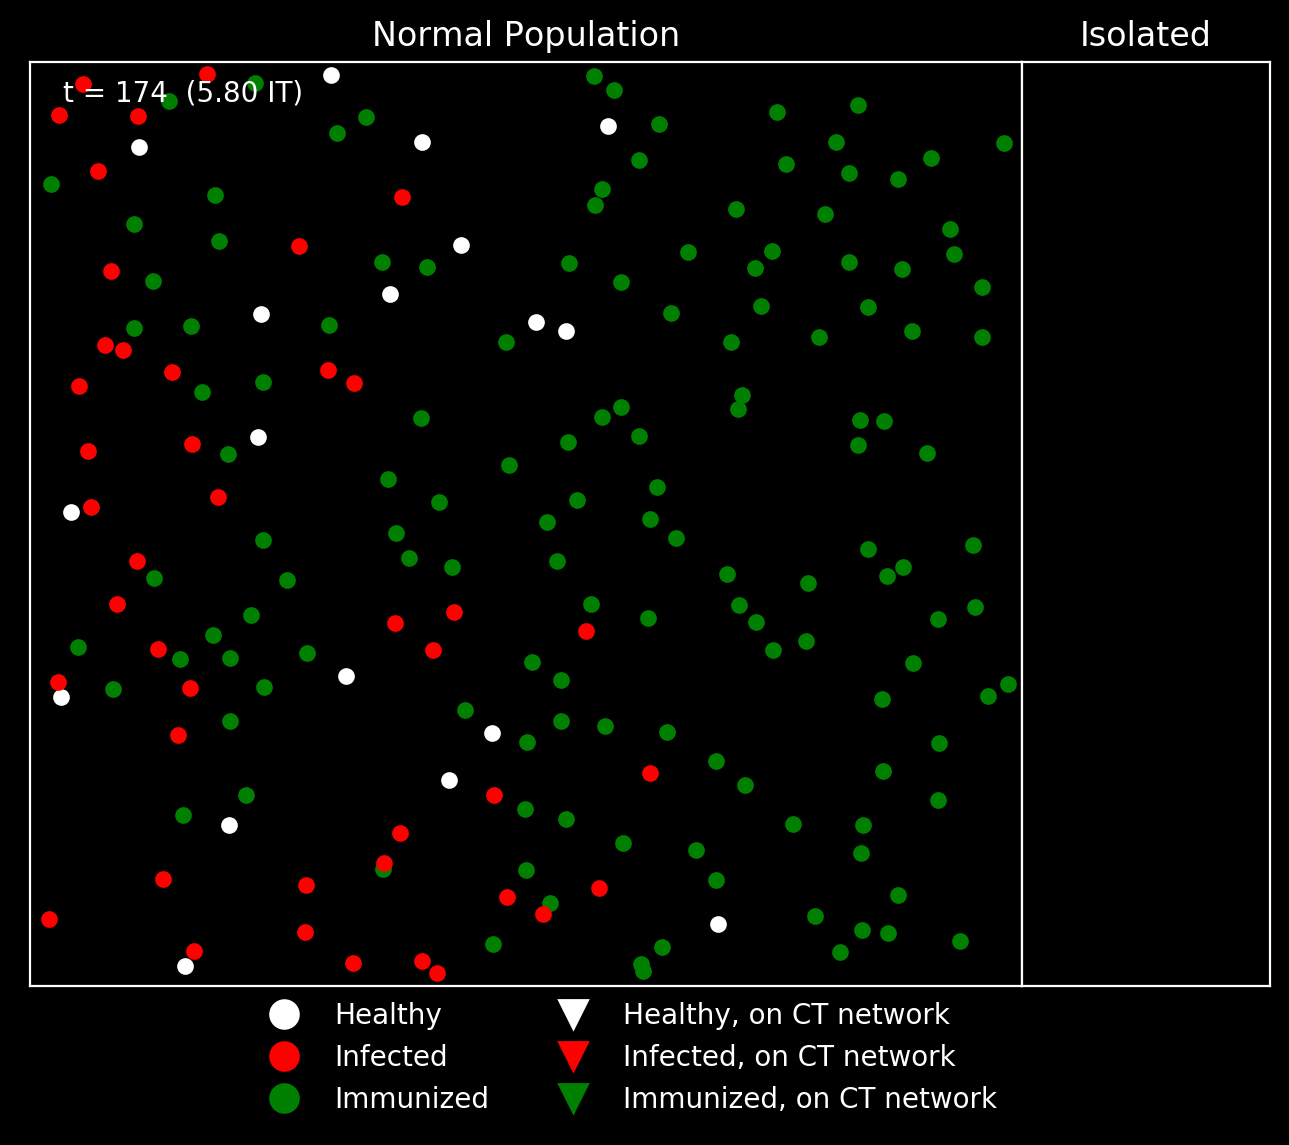 Normal Population
Isolated
t = 174  (5.80 IT)
Healthy
Infected
Immunized
Healthy, on CT network
Infected, on CT network
Immunized, on CT network